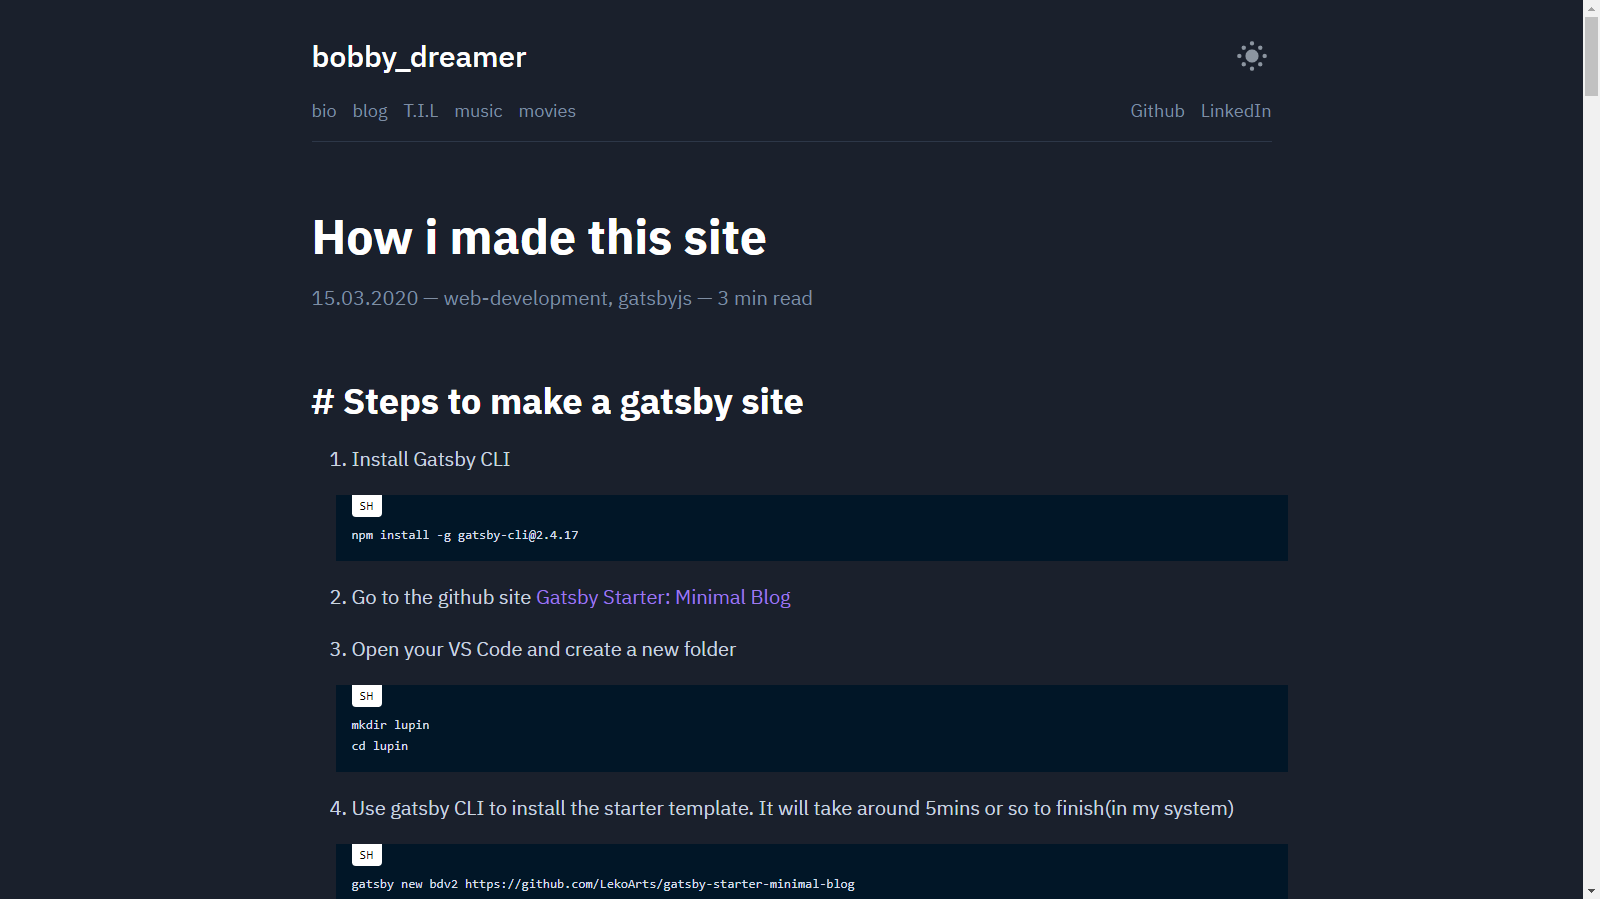 bobby_dreamer
bio blog T.I.L music movies Github LinkedIn
How i made this site
15.03.2020 — web-development, gatsbyjs — 3 min read
# Steps to make a gatsby site
1. Install Gatsby CLI
SH
npm install -g gatsby-cli@2.4.17
2. Go to the github site Gatsby Starter: Minimal Blog
3. Open your VS Code and create a new folder
SH
mkdir lupin
cd lupin
4. Use gatsby CLI to install the starter template. It will take around 5mins or so to finish(in my system)
SH
gatsby new bdv2 https://github.com/LekoArts/gatsby-starter-minimal-blog